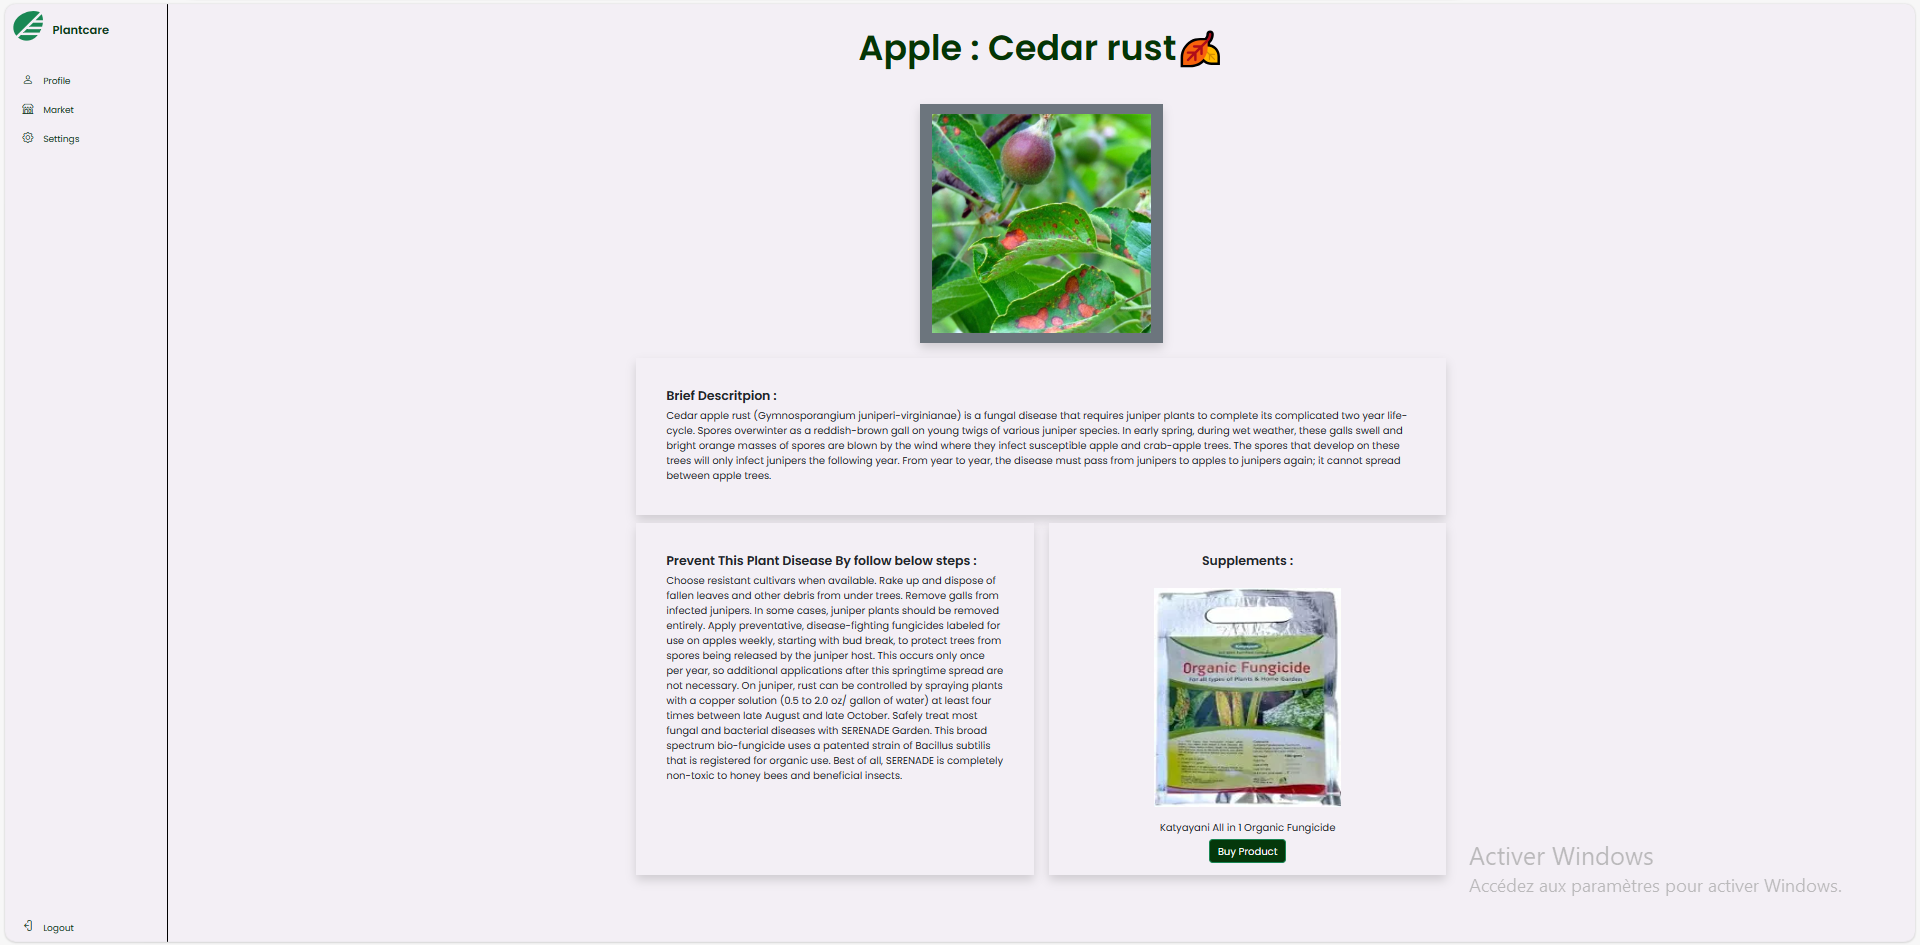 Plantcare
Profile
Market
Settings
Logout
Apple : Cedar rust
Brief Descritpion :
Cedar apple rust (Gymnosporangium juniperi-virginianae) is a fungal disease that requires juniper plants to complete its complicated two year life-
cycle. Spores overwinter as a reddish-brown gall on young twigs of various juniper species. In early spring, during wet weather, these galls swell and
bright orange masses of spores are blown by the wind where they infect susceptible apple and crab-apple trees. The spores that develop on these
trees will only infect junipers the following year. From year to year, the disease must pass from junipers to apples to junipers again; it cannot spread
between apple trees.
Prevent This Plant Disease By follow below steps :
Choose resistant cultivars when available. Rake up and dispose of
fallen leaves and other debris from under trees. Remove galls from
infected junipers. In some cases, juniper plants should be removed
entirely. Apply preventative, disease-fighting fungicides labeled for
use on apples weekly, starting with bud break, to protect trees from
spores being released by the juniper host. This occurs only once
per year, so additional applications after this springtime spread are
not necessary. On juniper, rust can be controlled by spraying plants
with a copper solution (0.5 to 2.0 oz/ gallon of water) at least four
times between late August and late October. Safely treat most
fungal and bacterial diseases with SERENADE Garden. This broad
spectrum bio-fungicide uses a patented strain of Bacillus subtilis
that is registered for organic use. Best of all, SERENADE is completely
non-toxic to honey bees and beneficial insects.
Supplements :
Organic Fungicide
For all types of Plants & Home Garden
Katyayani All in 1 Organic Fungicide
Buy Product
Activer Windows
Accédez aux paramètres pour activer Windows.